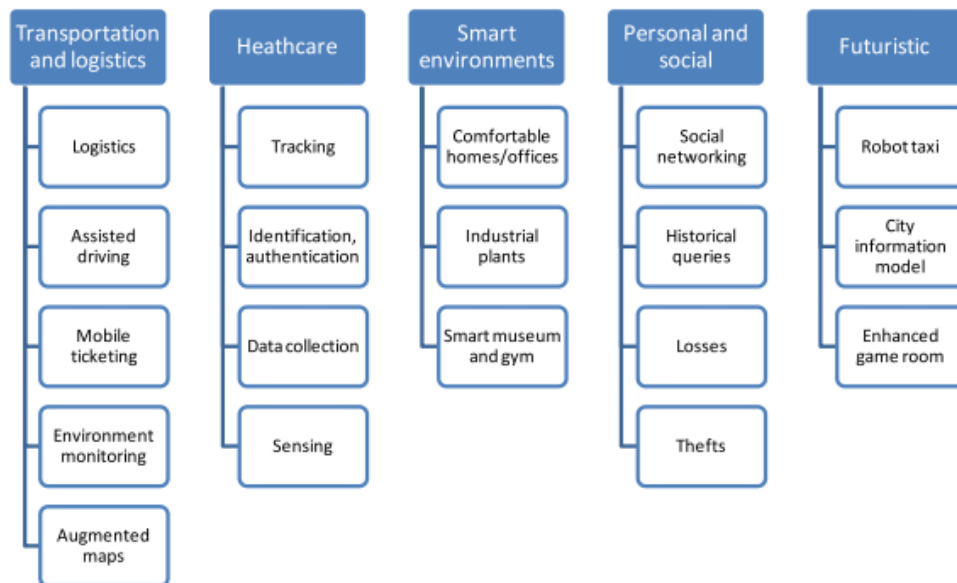 Transportation
and logistics
Logistics
Assisted
driving
Mobile
ticketing
Environment
monitoring
Augmented
maps
Heathcare
Tracking
Identification,
authentication
Data collection
Sensing
Smart
environments
Comfortable
homes/offices
Industrial
plants
Smart museum
and gym
Personal and
social
Social
networking
Historical
queries
Losses
Thefts
Futuristic
Robot taxi
City
information
model
Enhanced
game room